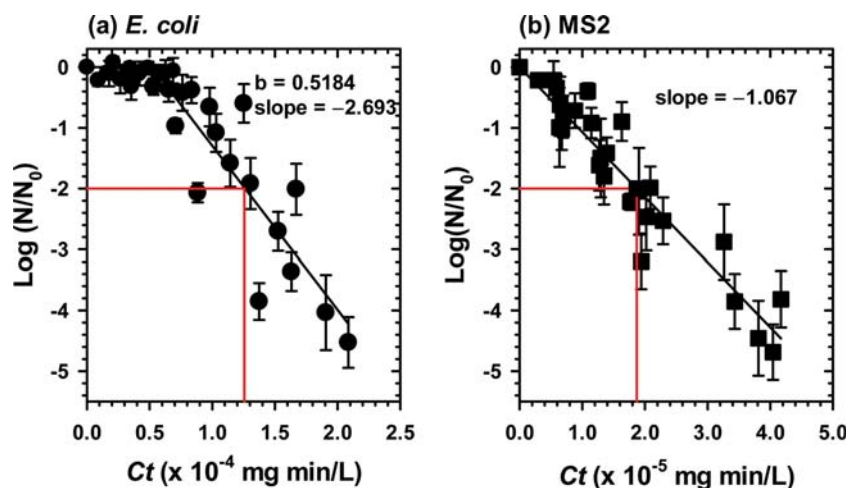 (a) E. coli
b = 0.5184
slope = −2.693
0
-1
-2
-3
-4
-5
Log (N/N₀)
0.0 0.5 1.0 1.5 2.0 2.5
Ct (x 10⁻⁴ mg min/L)
(b) MS2
slope = −1.067
0
-1
-2
-3
-4
-5
Log(N/N₀)
0.0 1.0 2.0 3.0 4.0 5.0
Ct (x 10⁻⁵ mg min/L)